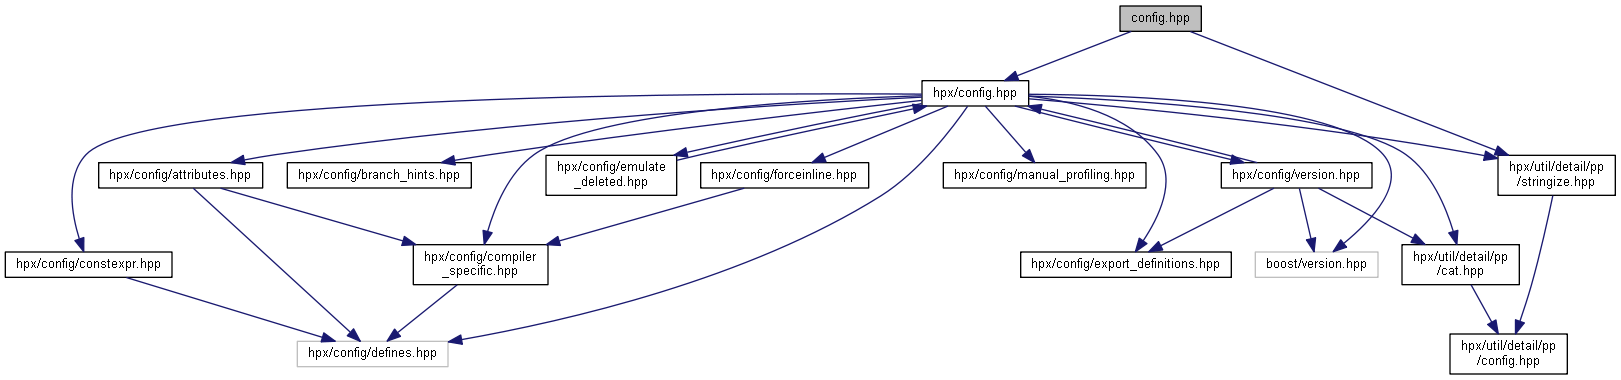 config.hpp
hpx/config.hpp
hpx/config/attributes.hpp
hpx/config/branch_hints.hpp
hpx/config/emulate
_deleted.hpp
hpx/config/forceinline.hpp
hpx/config/manual_profiling.hpp
hpx/config/version.hpp
hpx/util/detail/pp
/stringize.hpp
hpx/config/constexpr.hpp
hpx/config/compiler
_specific.hpp
hpx/config/export_definitions.hpp
boost/version.hpp
hpx/util/detail/pp
/cat.hpp
hpx/config/defines.hpp
hpx/util/detail/pp
/config.hpp